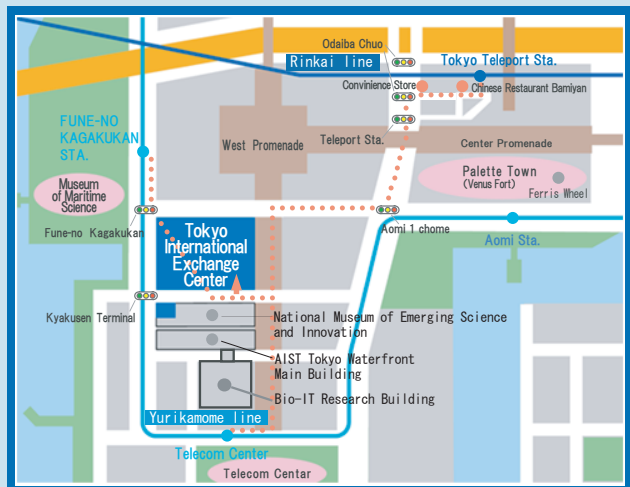 Odaiba Chuo
Rinkai line
Tokyo Teleport Sta.
Convinience Store
Chinese Restaurant Bamiyan
FUNE-NO
KAGAKUKAN
STA.
West Promenade
Teleport Sta.
Center Promenade
Palette Town
(Venus Fort)
Ferris Wheel
Museum
of Maritime
Science
Fune-no Kagakukan
Tokyo
International
Exchange
Center
Aomi 1 chome
Aomi Sta.
Kyakusen Terminal
National Museum of Emerging Science
and Innovation
AIST Tokyo Waterfront
Main Building
Bio-IT Research Building
Yurikamome line
Telecom Center
Telecom Centar